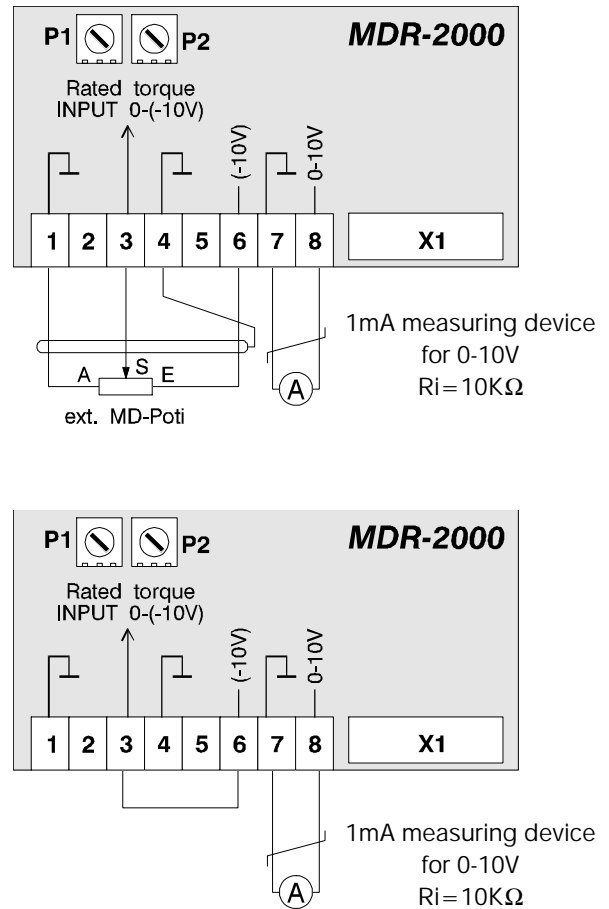 P1 P2 MDR-2000
Rated torque
INPUT 0-(-10V)
(-10V) 0-10V
1 2 3 4 5 6 7 8 X1
1mA measuring device
for 0-10V
Ri=10KΩ
A S E A
ext. MD-Poti
P1 P2 MDR-2000
Rated torque
INPUT 0-(-10V)
(-10V) 0-10V
1 2 3 4 5 6 7 8 X1
1mA measuring device
for 0-10V
A Ri=10KΩ